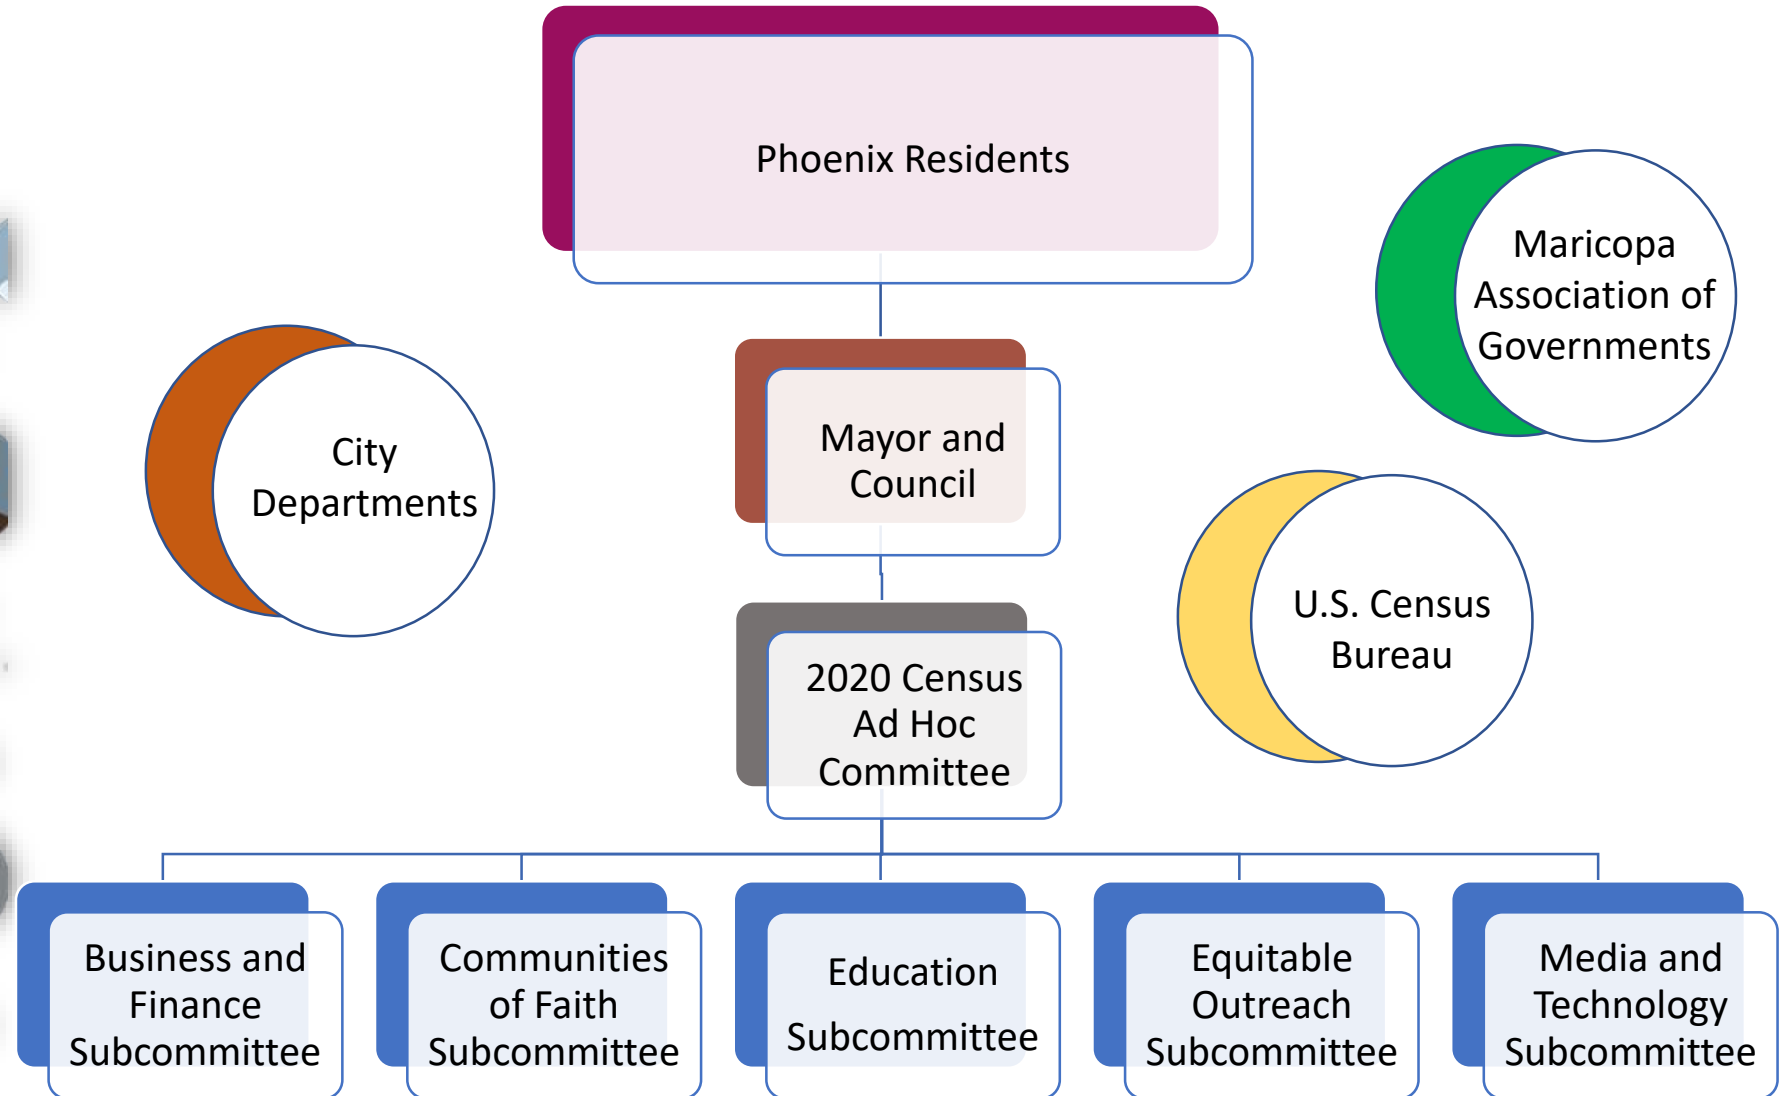 Phoenix Residents
Maricopa
Association of
Governments
City
Departments
Mayor and
Council
U.S. Census
Bureau
2020 Census
Ad Hoc
Committee
Business and
Finance
Subcommittee
Communities
of Faith
Subcommittee
Education
Subcommittee
Equitable
Outreach
Subcommittee
Media and
Technology
Subcommittee